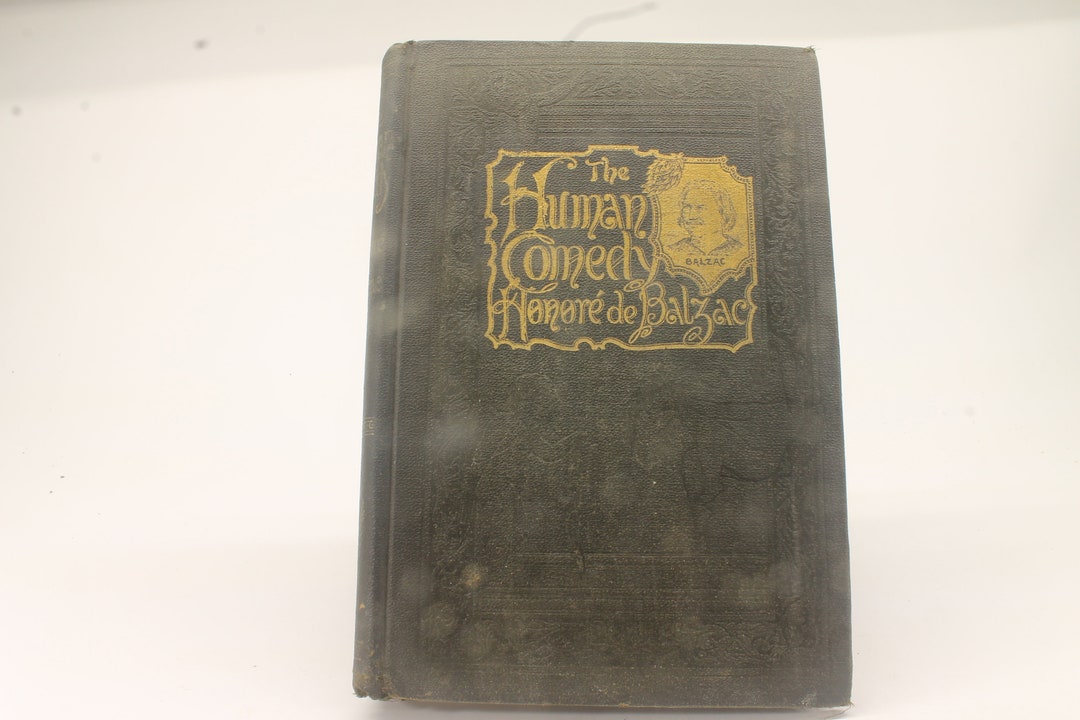 The
Human
Comedy
Honoré de Balzac
BALZAC